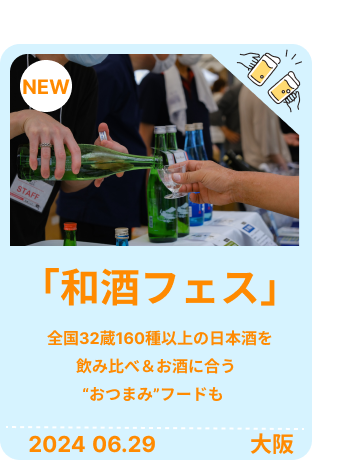 NEW
STAFF
「和酒フェス」
全国32蔵160種以上の日本酒を
飲み比べ＆お酒に合う
“おつまみ”フードも
2024 06.29
大阪